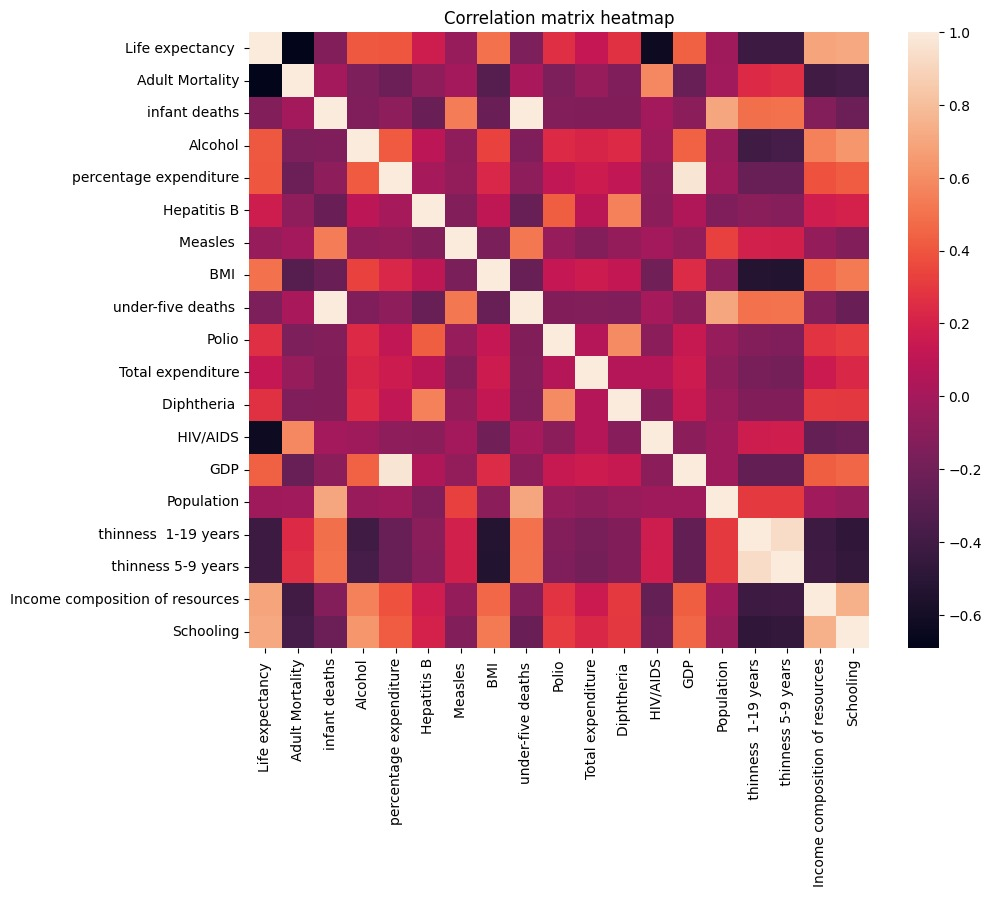 Correlation matrix heatmap
Life expectancy
Adult Mortality
infant deaths
Alcohol
percentage expenditure
Hepatitis B
Measles
BMI
under-five deaths
Polio
Total expenditure
Diphtheria
HIV/AIDS
GDP
Population
thinness  1-19 years
thinness 5-9 years
Income composition of resources
Schooling
Life expectancy
Adult Mortality
infant deaths
Alcohol
percentage expenditure
Hepatitis B
Measles
BMI
under-five deaths
Polio
Total expenditure
Diphtheria
HIV/AIDS
GDP
Population
thinness  1-19 years
thinness 5-9 years
Income composition of resources
Schooling
1.0
0.8
0.6
0.4
0.2
0.0
−0.2
−0.4
−0.6